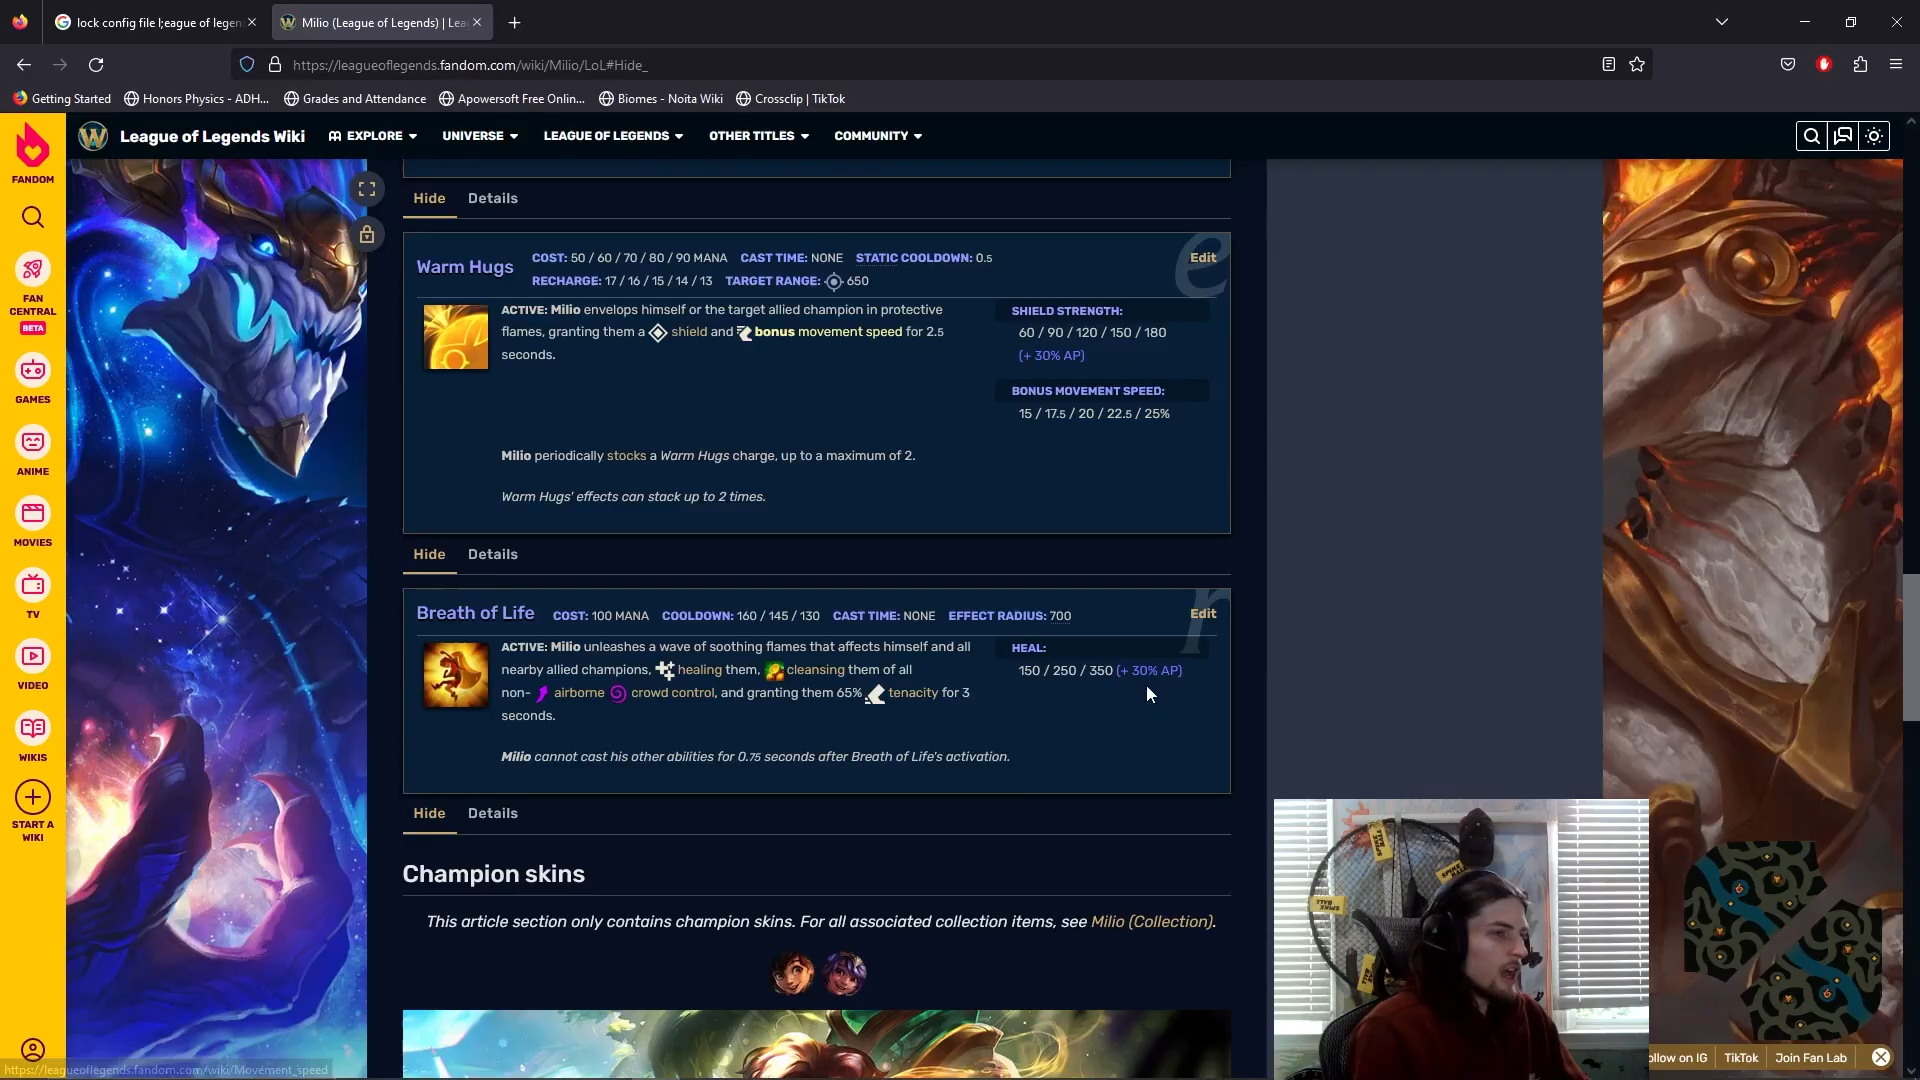 lock config file l;eague of legen
Milio (League of Legends) | Lea
https://leagueoflegends.fandom.com/wiki/Milio/LoL#Hide_
Getting Started
Honors Physics - ADH...
Grades and Attendance
Apowersoft Free Onlin...
Biomes - Noita Wiki
Crossclip | TikTok
League of Legends Wiki
EXPLORE
UNIVERSE
LEAGUE OF LEGENDS
OTHER TITLES
COMMUNITY
FANDOM
FAN
CENTRAL
BETA
GAMES
ANIME
MOVIES
TV
VIDEO
WIKIS
START A
WIKI
Hide Details
Warm Hugs
COST: 50 / 60 / 70 / 80 / 90 MANA CAST TIME: NONE STATIC COOLDOWN: 0.5
RECHARGE: 17 / 16 / 15 / 14 / 13 TARGET RANGE: 650
e
Edit
ACTIVE: Milio envelops himself or the target allied champion in protective
flames, granting them a shield and bonus movement speed for 2.5
seconds.
SHIELD STRENGTH:
60 / 90 / 120 / 150 / 180
(+ 30% AP)
BONUS MOVEMENT SPEED:
15 / 17.5 / 20 / 22.5 / 25%
Milio periodically stocks a Warm Hugs charge, up to a maximum of 2.
Warm Hugs' effects can stack up to 2 times.
Hide Details
Breath of Life
COST: 100 MANA COOLDOWN: 160 / 145 / 130 CAST TIME: NONE EFFECT RADIUS: 700
r
Edit
ACTIVE: Milio unleashes a wave of soothing flames that affects himself and all
nearby allied champions, healing them, cleansing them of all
non- airborne crowd control, and granting them 65% tenacity for 3
seconds.
HEAL:
150 / 250 / 350 (+ 30% AP)
Milio cannot cast his other abilities for 0.75 seconds after Breath of Life's activation.
Hide Details
Champion skins
This article section only contains champion skins. For all associated collection items, see Milio (Collection).
SPIKE BALL
ollow on IG
TikTok
Join Fan Lab
https://leagueoflegends.fandom.com/wiki/Movement_speed